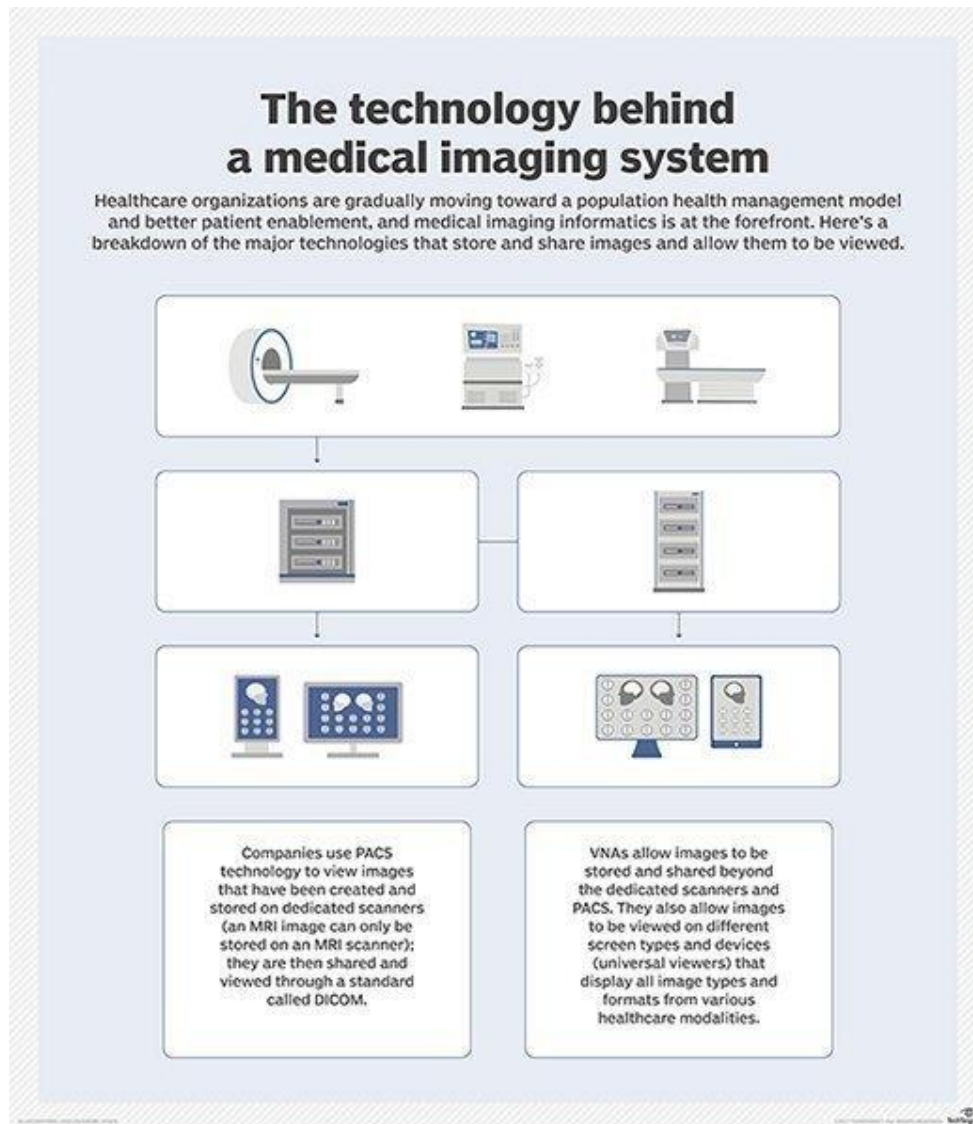 The technology behind
a medical imaging system
Healthcare organizations are gradually moving toward a population health management model
and better patient enablement, and medical imaging informatics is at the forefront. Here's a
breakdown of the major technologies that store and share images and allow them to be viewed.
Companies use PACS
technology to view images
that have been created and
stored on dedicated scanners
(an MRI image can only be
stored on an MRI scanner);
they are then shared and
viewed through a standard
called DICOM.
VNAs allow images to be
stored and shared beyond
the dedicated scanners and
PACS. They also allow images
to be viewed on different
screen types and devices
(universal viewers) that
display all image types and
formats from various
healthcare modalities.